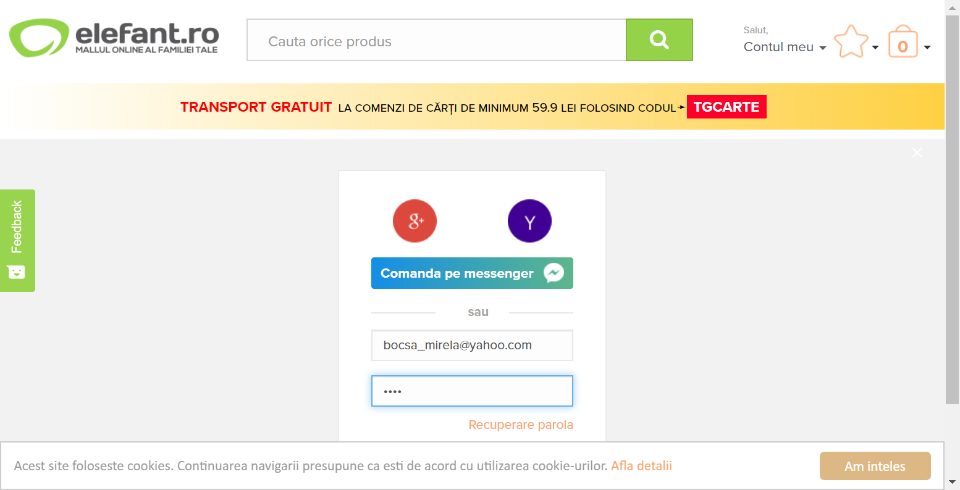 elefant.ro
MALLUL ONLINE AL FAMILIEI TALE
Cauta orice produs
Salut,
Contul meu
0
TRANSPORT GRATUIT LA COMENZI DE CĂRȚI DE MINIMUM 59.9 LEI FOLOSIND CODUL TGCARTE
Feedback
g+
Y
Comanda pe messenger
sau
bocsa_mirela@yahoo.com
••••
Recuperare parola
Acest site foloseste cookies. Continuarea navigarii presupune ca esti de acord cu utilizarea cookie-urilor. Afla detalii
Am inteles